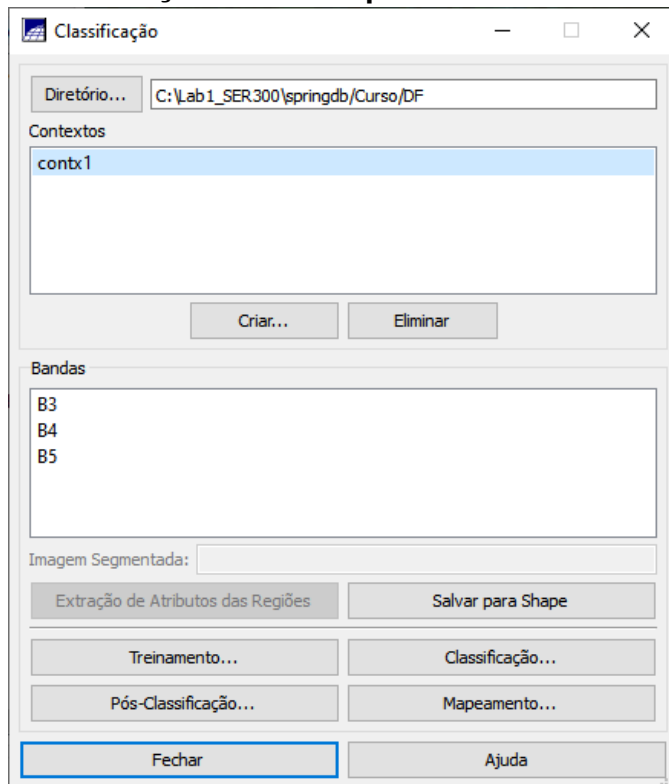 Classificação
Diretório... C:\Lab1_SER300\springdb/Curso/DF
Contextos
contx1
Criar... Eliminar
Bandas
B3
B4
B5
Imagem Segmentada:
Extração de Atributos das Regiões Salvar para Shape
Treinamento... Classificação...
Pós-Classificação... Mapeamento...
Fechar Ajuda